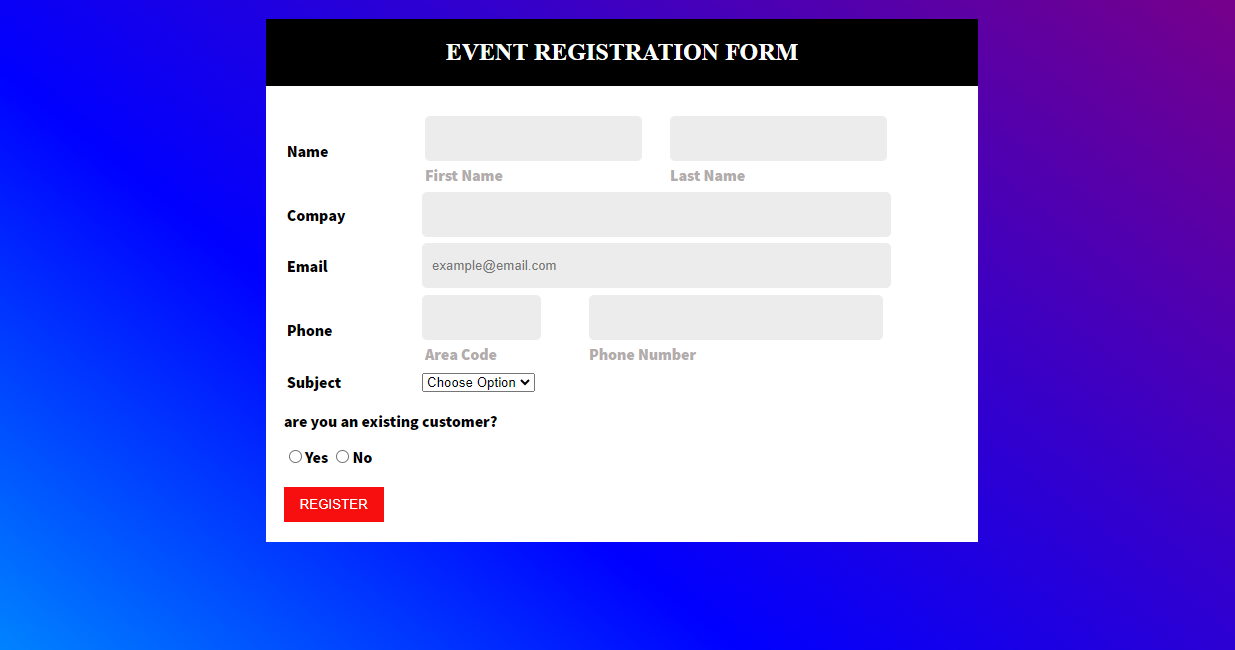 EVENT REGISTRATION FORM
Name
First Name Last Name
Compay
Email example@email.com
Phone
Area Code Phone Number
Subject Choose Option
are you an existing customer?
Yes No
REGISTER